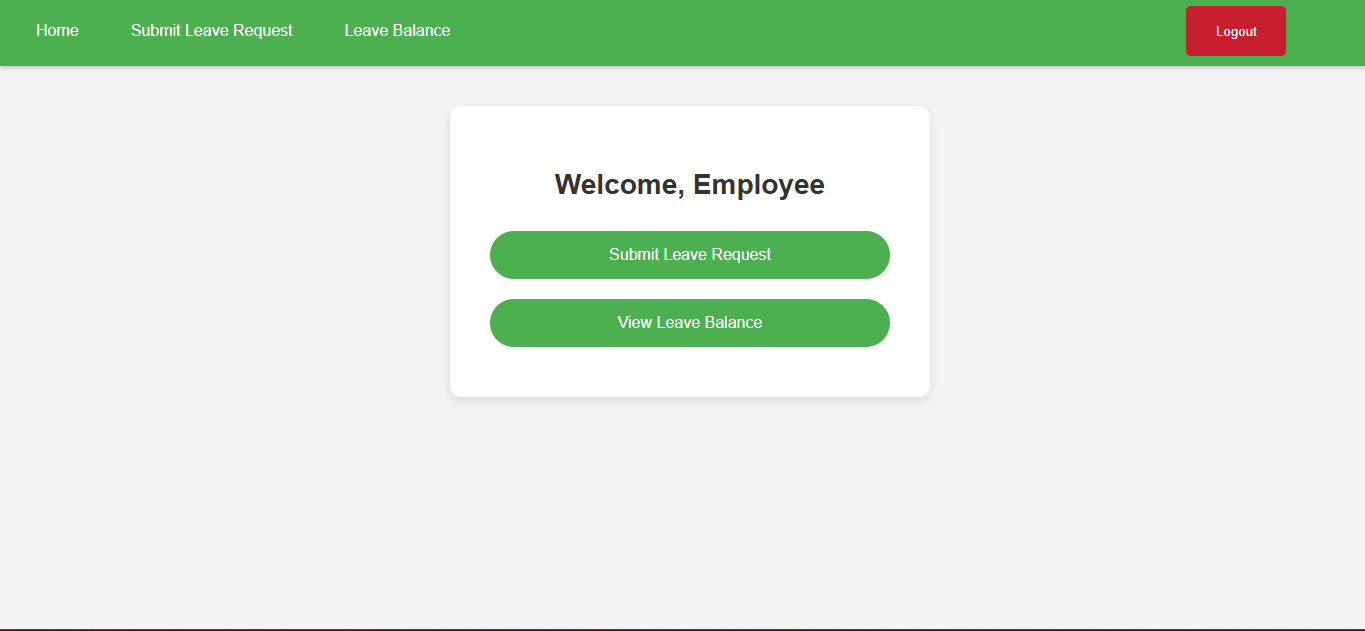 Home
Submit Leave Request
Leave Balance
Logout
Welcome, Employee
Submit Leave Request
View Leave Balance